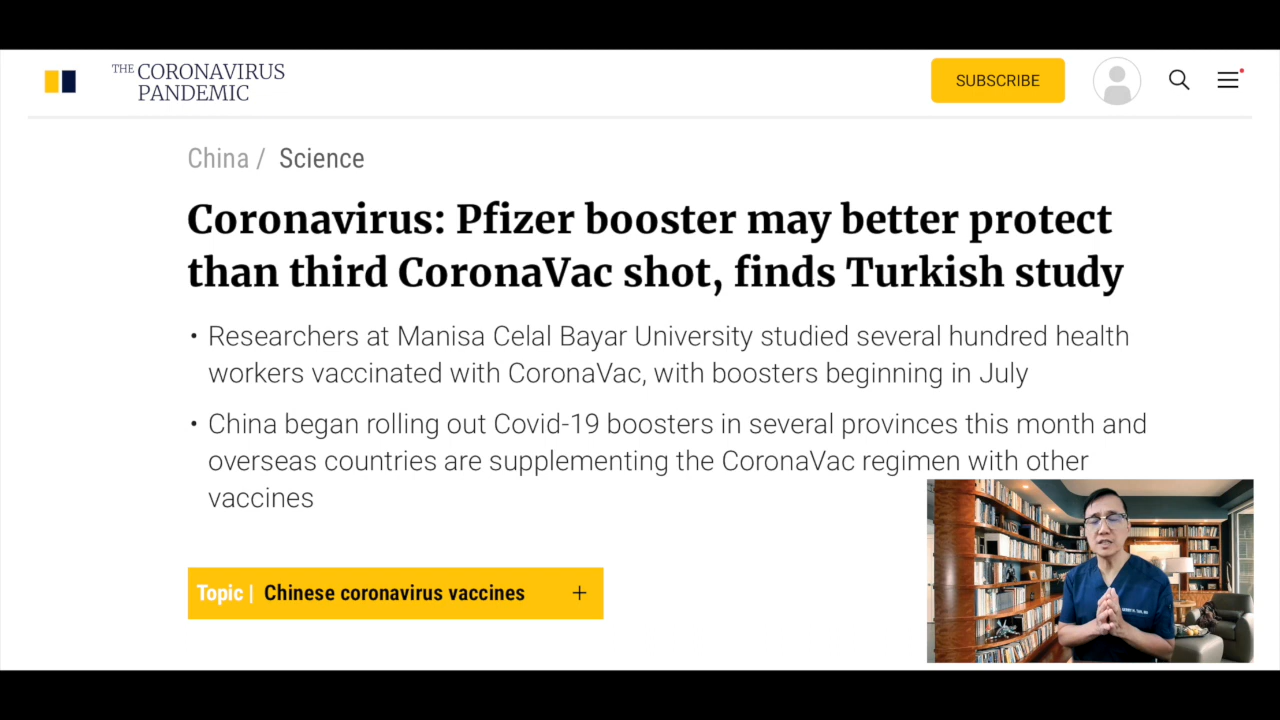 THE CORONAVIRUS
PANDEMIC
SUBSCRIBE
China / Science
Coronavirus: Pfizer booster may better protect
than third CoronaVac shot, finds Turkish study
• Researchers at Manisa Celal Bayar University studied several hundred health
workers vaccinated with CoronaVac, with boosters beginning in July
• China began rolling out Covid-19 boosters in several provinces this month and
overseas countries are supplementing the CoronaVac regimen with other
vaccines
Topic | Chinese coronavirus vaccines +